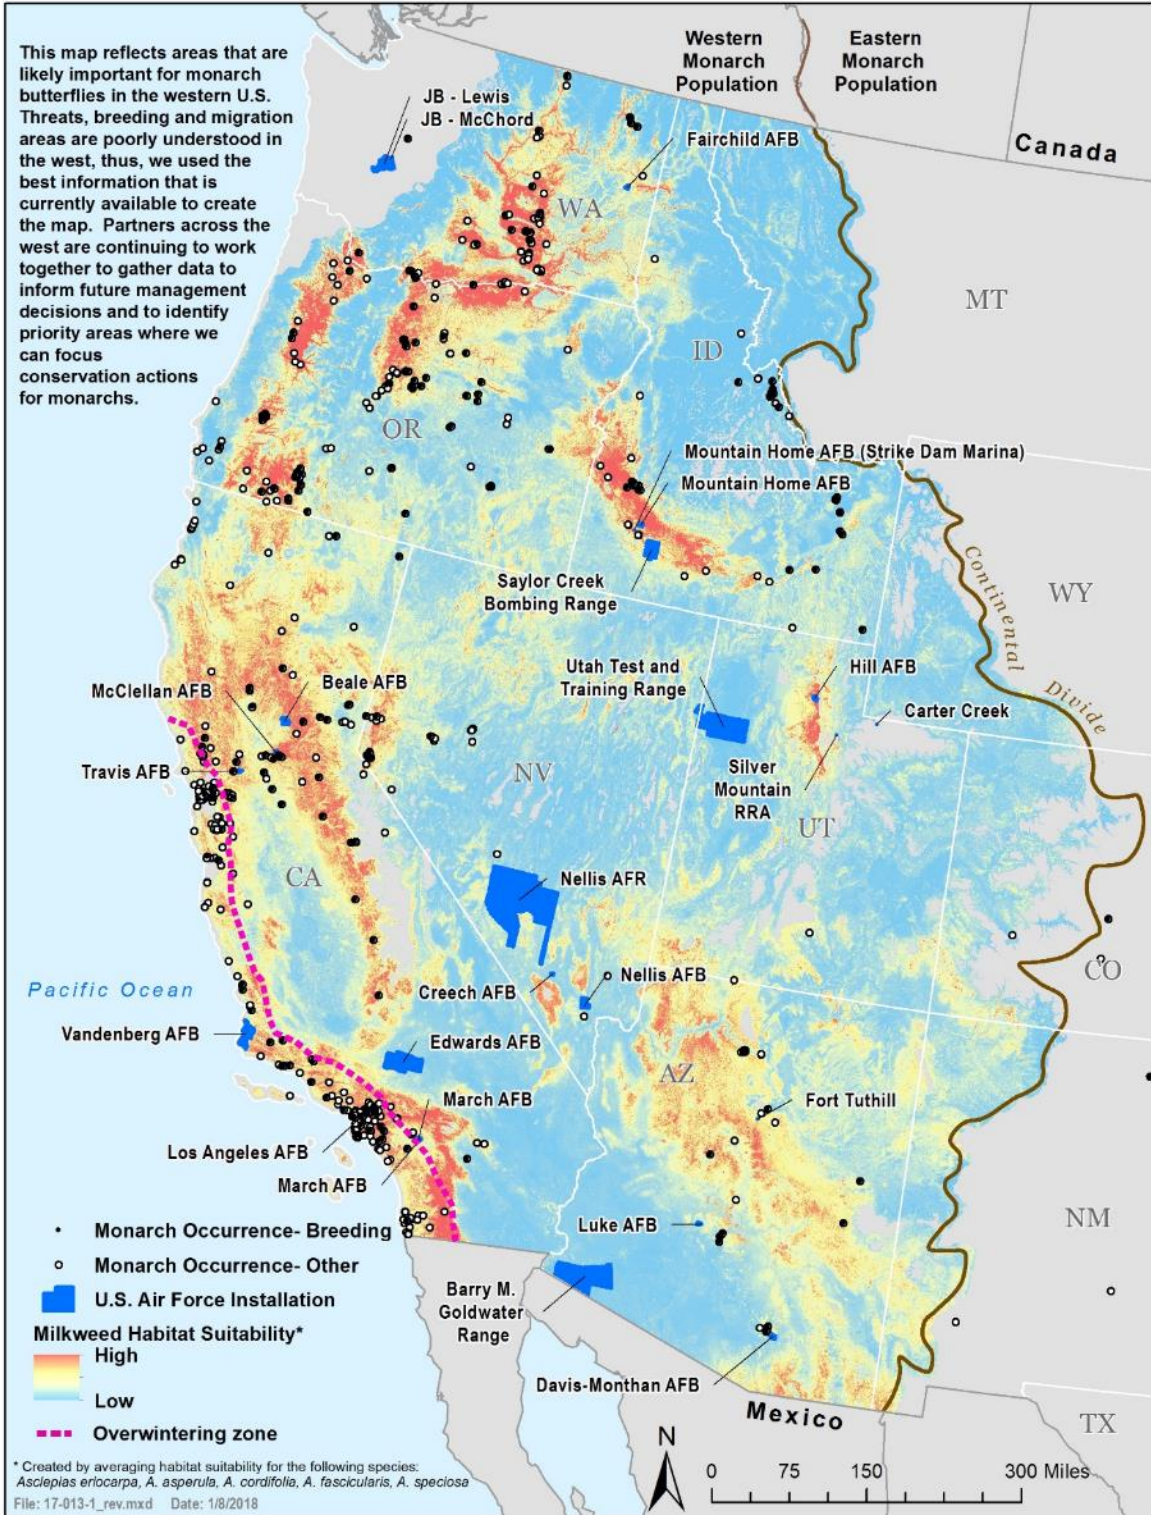 This map reflects areas that are
likely important for monarch
butterflies in the western U.S.
Threats, breeding and migration
areas are poorly understood in
the west, thus, we used the
best information that is
currently available to create
the map.  Partners across the
west are continuing to work
together to gather data to
inform future management
decisions and to identify
priority areas where we
can focus
conservation actions
for monarchs.
Western
Monarch
Population
Eastern
Monarch
Population
Canada
JB - Lewis
JB - McChord
Fairchild AFB
WA
MT
ID
OR
Mountain Home AFB (Strike Dam Marina)
Mountain Home AFB
Saylor Creek
Bombing Range
Continental
Divide
WY
Utah Test and
Training Range
Hill AFB
Carter Creek
McClellan AFB
Beale AFB
Travis AFB
NV
Silver
Mountain
RRA
UT
CA
Nellis AFR
CO
Pacific Ocean
Creech AFB
Nellis AFB
Vandenberg AFB
Edwards AFB
AZ
March AFB
Fort Tuthill
Los Angeles AFB
March AFB
Luke AFB
NM
Barry M.
Goldwater
Range
Davis-Monthan AFB
Mexico
TX
Monarch Occurrence- Breeding
Monarch Occurrence- Other
U.S. Air Force Installation
Milkweed Habitat Suitability*
High
Low
Overwintering zone
* Created by averaging habitat suitability for the following species:
Asclepias eriocarpa, A. asperula, A. cordifolia, A. fascicularis, A. speciosa
File: 17-013-1_rev.mxd   Date: 1/8/2018
N
0 75 150 300 Miles